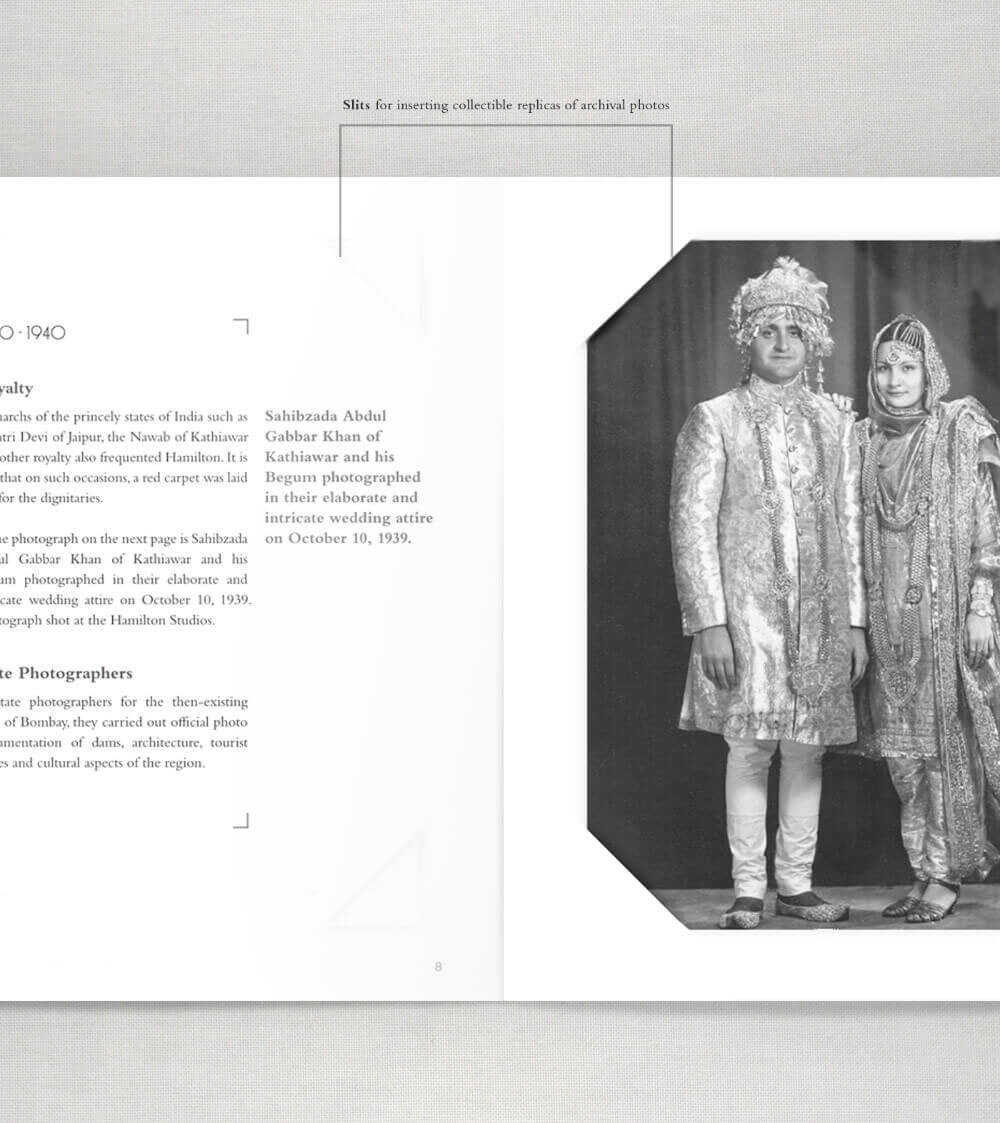 Slits for inserting collectible replicas of archival photos
0 - 1940
yalty
narchs of the princely states of India such as
atri Devi of Jaipur, the Nawab of Kathiawar
other royalty also frequented Hamilton. It is
that on such occasions, a red carpet was laid
for the dignitaries.
he photograph on the next page is Sahibzada
ul Gabbar Khan of Kathiawar and his
um photographed in their elaborate and
cate wedding attire on October 10, 1939.
tograph shot at the Hamilton Studios.
te Photographers
tate photographers for the then-existing
of Bombay, they carried out official photo
umentation of dams, architecture, tourist
es and cultural aspects of the region.
Sahibzada Abdul
Gabbar Khan of
Kathiawar and his
Begum photographed
in their elaborate and
intricate wedding attire
on October 10, 1939.
8